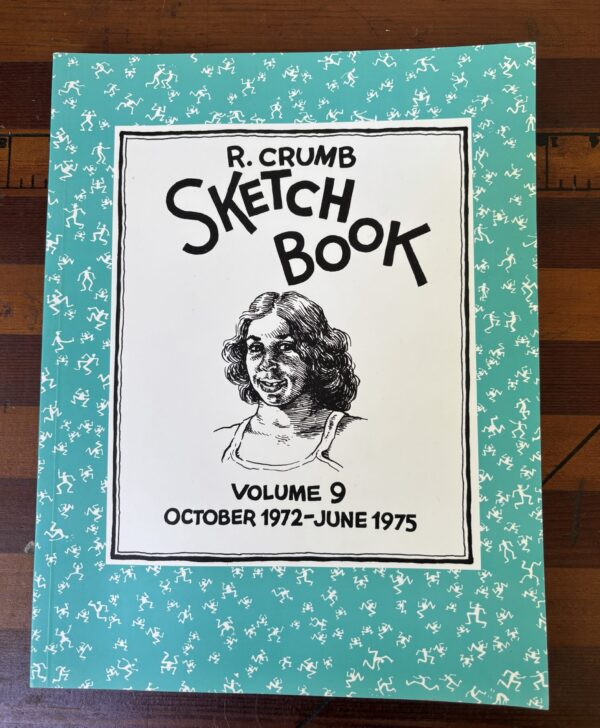 R. CRUMB
SKETCH
BOOK
VOLUME 9
OCTOBER 1972–JUNE 1975